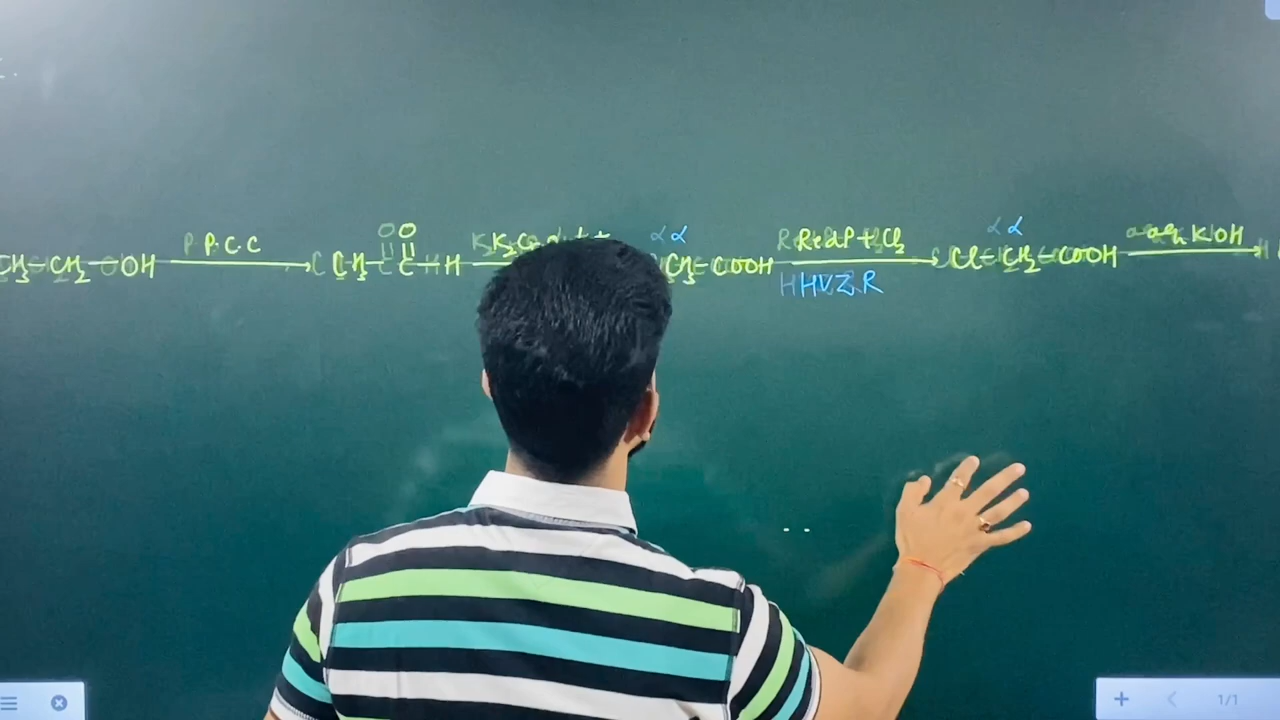 O α α
P.C.C Red P + Cl₂ aq. KOH
CH₃-CH₂-OH → CH₃-C-H → CH₃-COOH → Cl-CH₂-COOH →
HVZ R
1/1